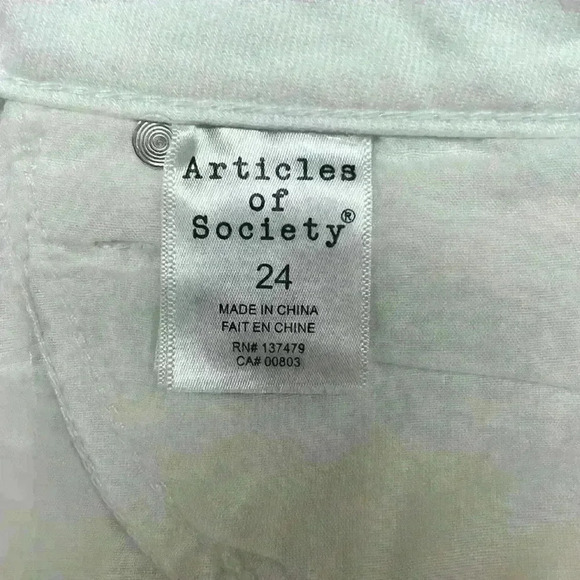 Articles
of
Society®
24
MADE IN CHINA
FAIT EN CHINE
RN# 137479
CA# 00803